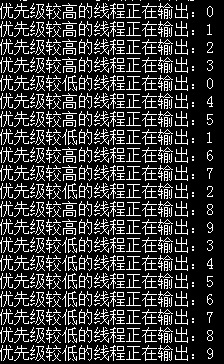 优先级较高的线程正在输出：0
优先级较高的线程正在输出：1
优先级较高的线程正在输出：2
优先级较高的线程正在输出：3
优先级较低的线程正在输出：0
优先级较高的线程正在输出：4
优先级较高的线程正在输出：5
优先级较低的线程正在输出：1
优先级较高的线程正在输出：6
优先级较高的线程正在输出：7
优先级较低的线程正在输出：2
优先级较高的线程正在输出：8
优先级较高的线程正在输出：9
优先级较低的线程正在输出：3
优先级较低的线程正在输出：4
优先级较低的线程正在输出：5
优先级较低的线程正在输出：6
优先级较低的线程正在输出：7
优先级较低的线程正在输出：8
优先级较低的线程正在输出：9